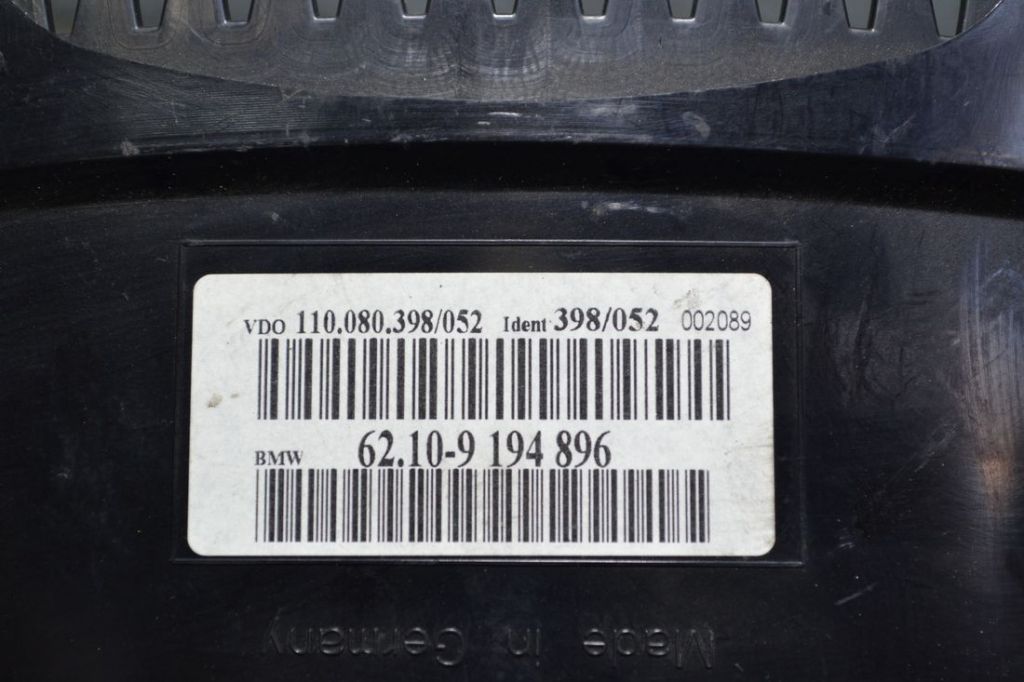 VDO 110.080.398/052 Ident 398/052 002089
BMW 62.10-9 194 896
Made in Germany